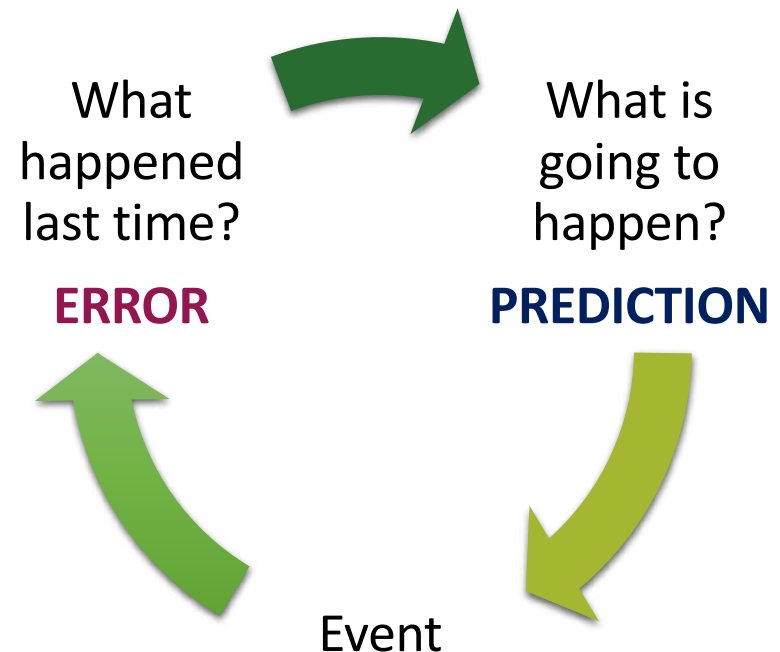 What
happened
last time?
ERROR
What is
going to
happen?
PREDICTION
Event